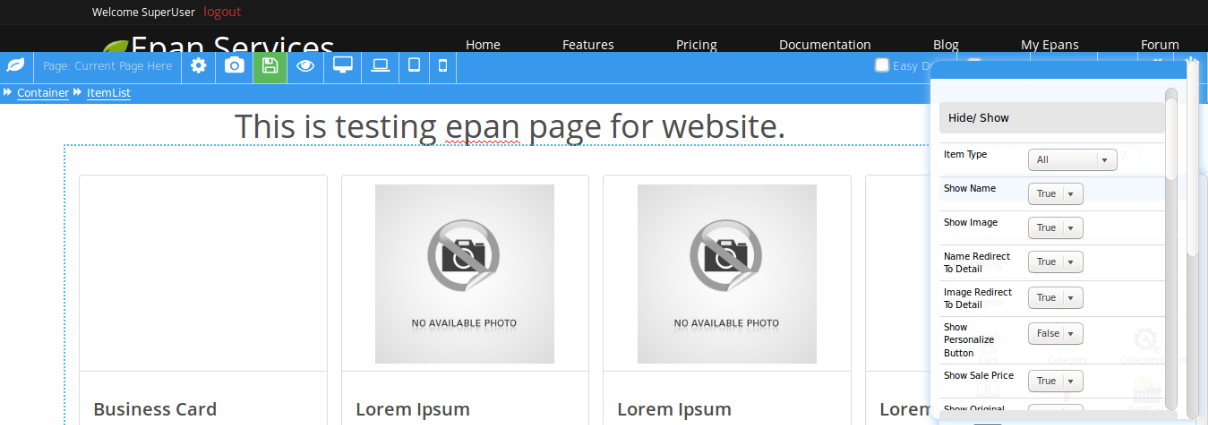 Welcome SuperUser logout
Epan Services
Home Features Pricing Documentation Blog My Epans Forum
Page: Current Page Here
Easy D
Container ItemList
This is testing epan page for website.
Hide/ Show
Item Type All
Show Name True
Show Image True
Name Redirect To Detail True
Image Redirect To Detail True
Show Personalize Button False
Show Sale Price True
Show Original
NO AVAILABLE PHOTO
NO AVAILABLE PHOTO
Cart Category Category
Business Card
Lorem Ipsum
Lorem Ipsum
Lorem